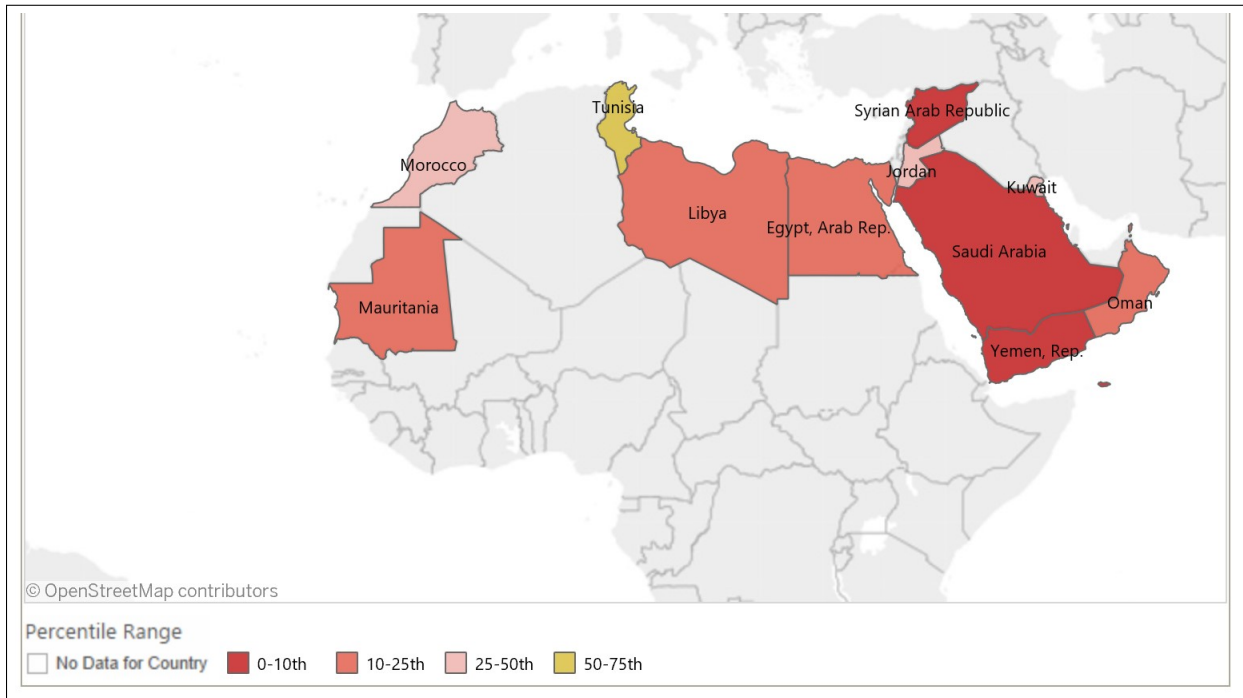 Tunisia
Syrian Arab Republic
Morocco
Jordan
Kuwait
Libya
Egypt, Arab Rep.
Saudi Arabia
Mauritania
Oman
Yemen, Rep.
© OpenStreetMap contributors
Percentile Range
No Data for Country 0-10th 10-25th 25-50th 50-75th